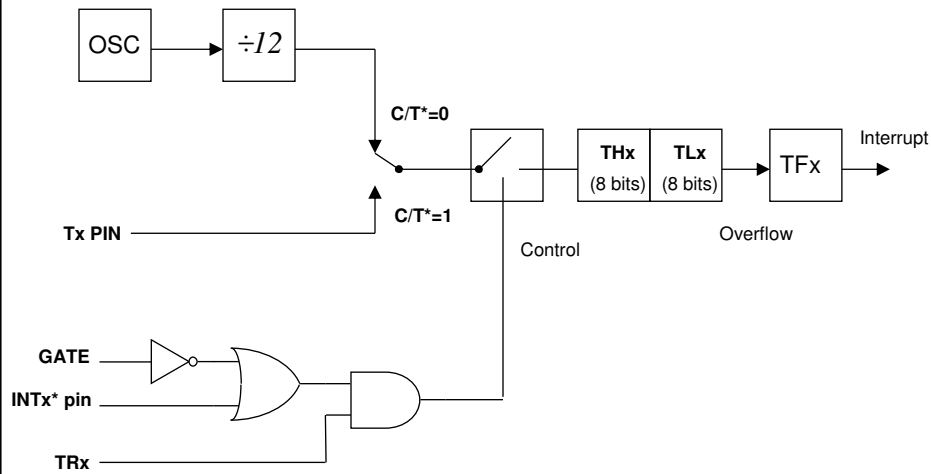 OSC
÷12
C/T*=0
Interrupt
THx
TLx
TFx
(8 bits)
(8 bits)
C/T*=1
Tx PIN
Overflow
Control
GATE
INTx* pin
TRx